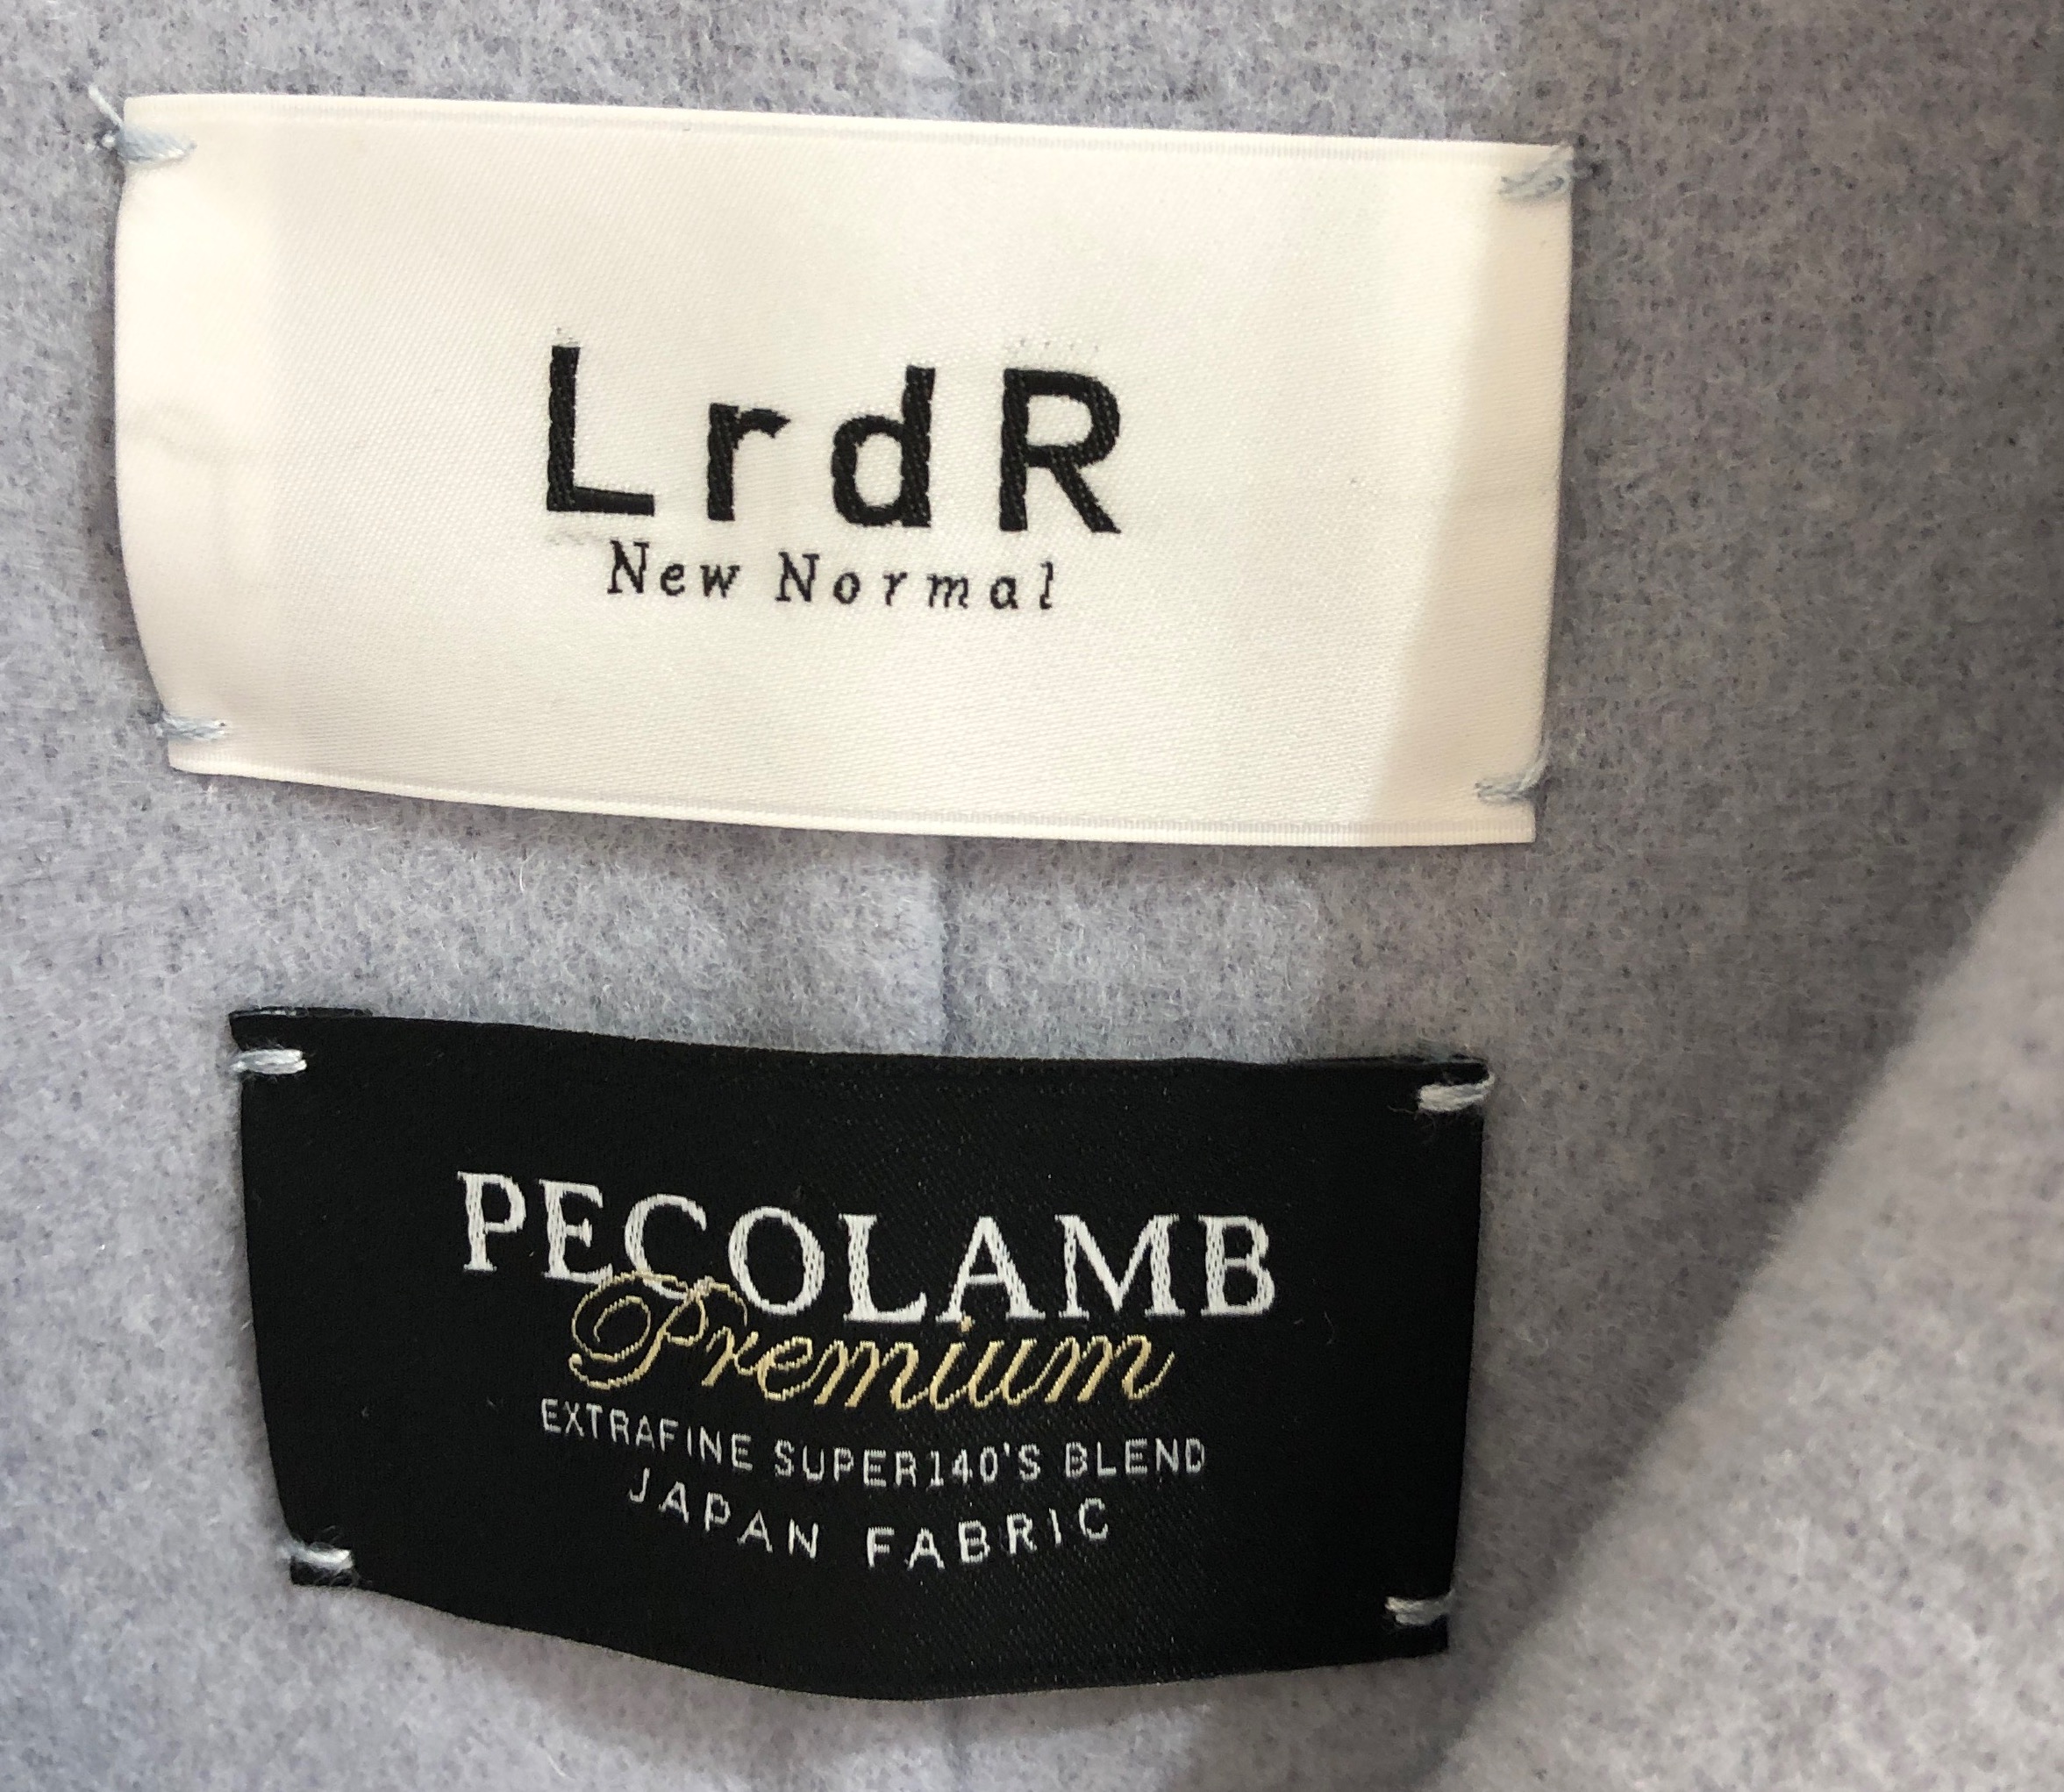 LrdR
New Normal
PECOLAMB
Premium
EXTRAFINE SUPER140'S BLEND
JAPAN FABRIC